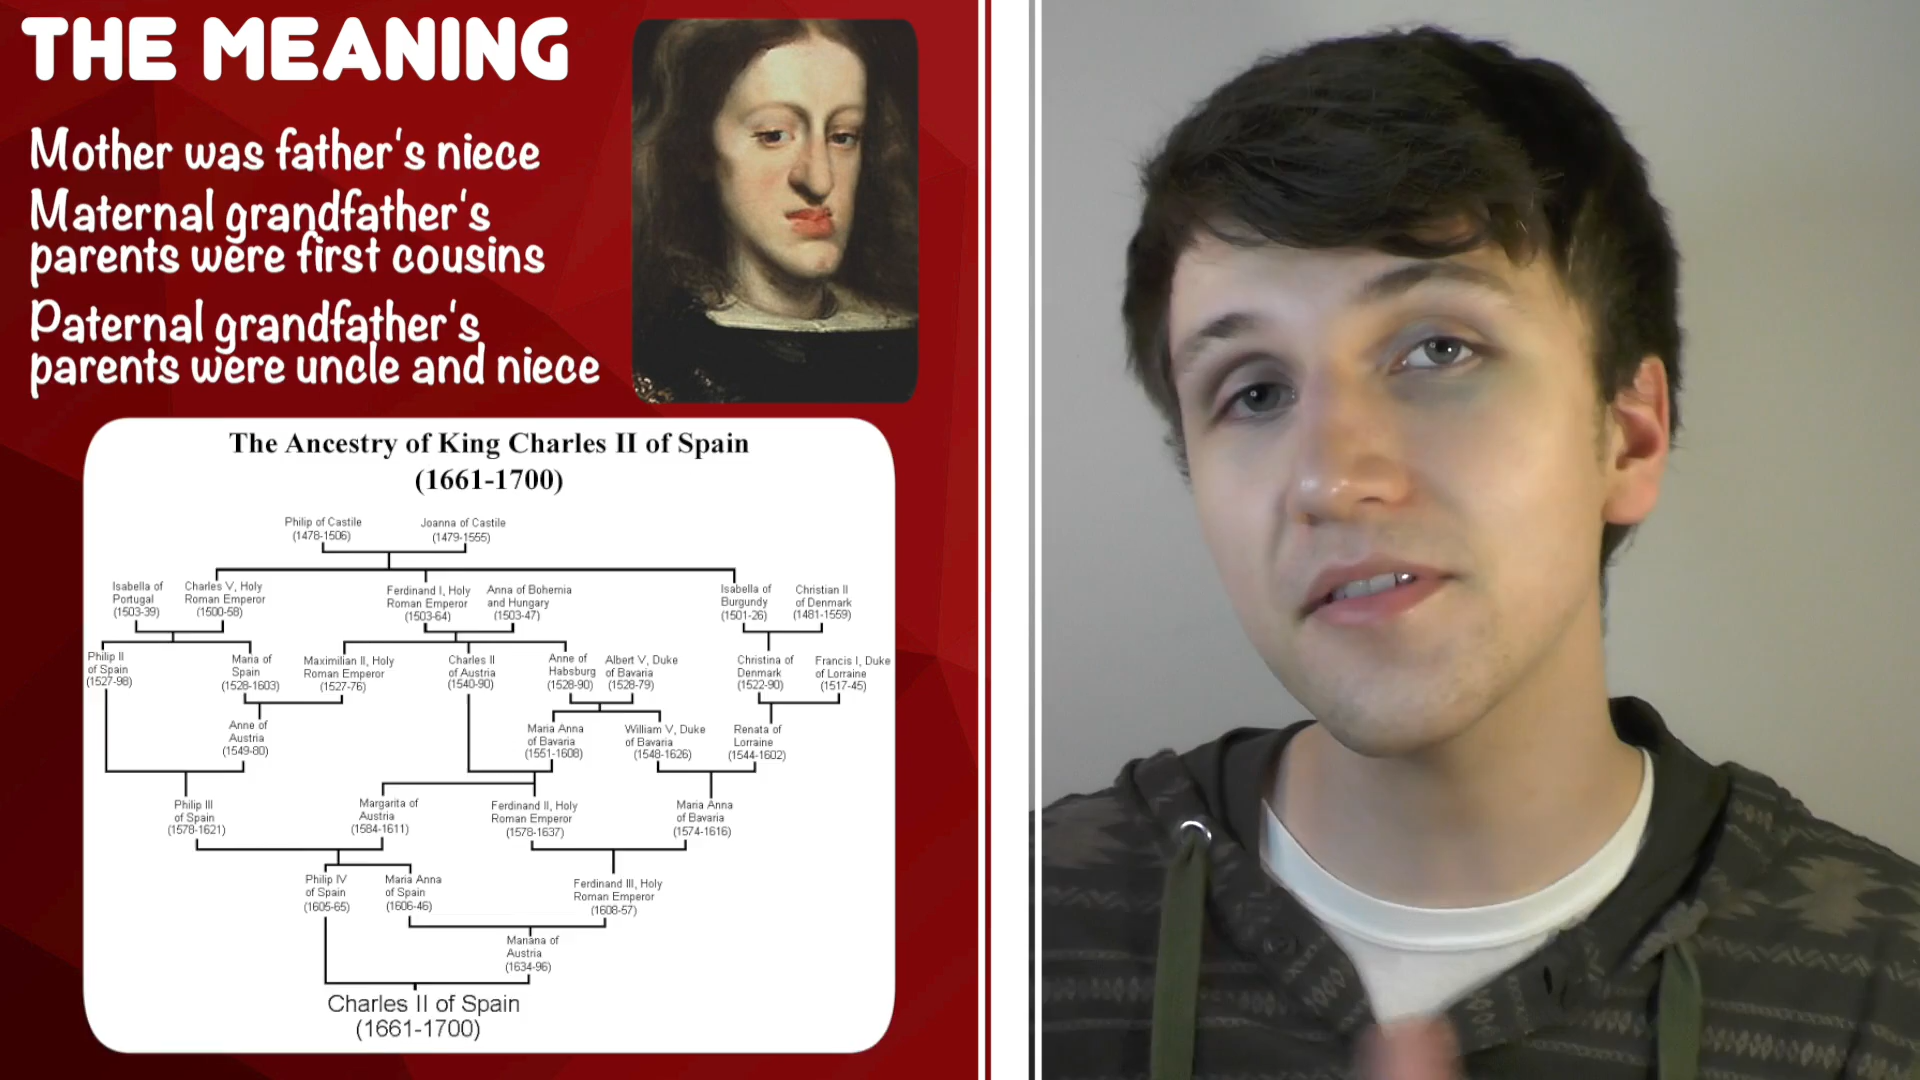 THE MEANING
Mother was father's niece
Maternal grandfather's
parents were first cousins
Paternal grandfather's
parents were uncle and niece
The Ancestry of King Charles II of Spain
(1661-1700)
Philip of Castile
(1478-1506)
Joanna of Castile
(1479-1555)
Isabella of
Portugal
(1503-39)
Charles V, Holy
Roman Emperor
(1500-58)
Ferdinand I, Holy
Roman Emperor
(1503-64)
Anna of Bohemia
and Hungary
(1503-47)
Isabella of
Burgundy
(1501-26)
Christian II
of Denmark
(1481-1559)
Philip II
of Spain
(1527-98)
Maria of
Spain
(1528-1603)
Maximilian II, Holy
Roman Emperor
(1527-76)
Charles II
of Austria
(1540-90)
Anne of
Habsburg
(1528-90)
Albert V, Duke
of Bavaria
(1528-79)
Christina of
Denmark
(1522-90)
Francis I, Duke
of Lorraine
(1517-45)
Anne of
Austria
(1549-80)
Maria Anna
of Bavaria
(1551-1608)
William V, Duke
of Bavaria
(1548-1626)
Renata of
Lorraine
(1544-1602)
Philip III
of Spain
(1578-1621)
Margarita of
Austria
(1584-1611)
Ferdinand II, Holy
Roman Emperor
(1578-1637)
Maria Anna
of Bavaria
(1574-1616)
Philip IV
of Spain
(1605-65)
Maria Anna
of Spain
(1606-46)
Ferdinand III, Holy
Roman Emperor
(1608-57)
Mariana of
Austria
(1634-96)
Charles II of Spain
(1661-1700)